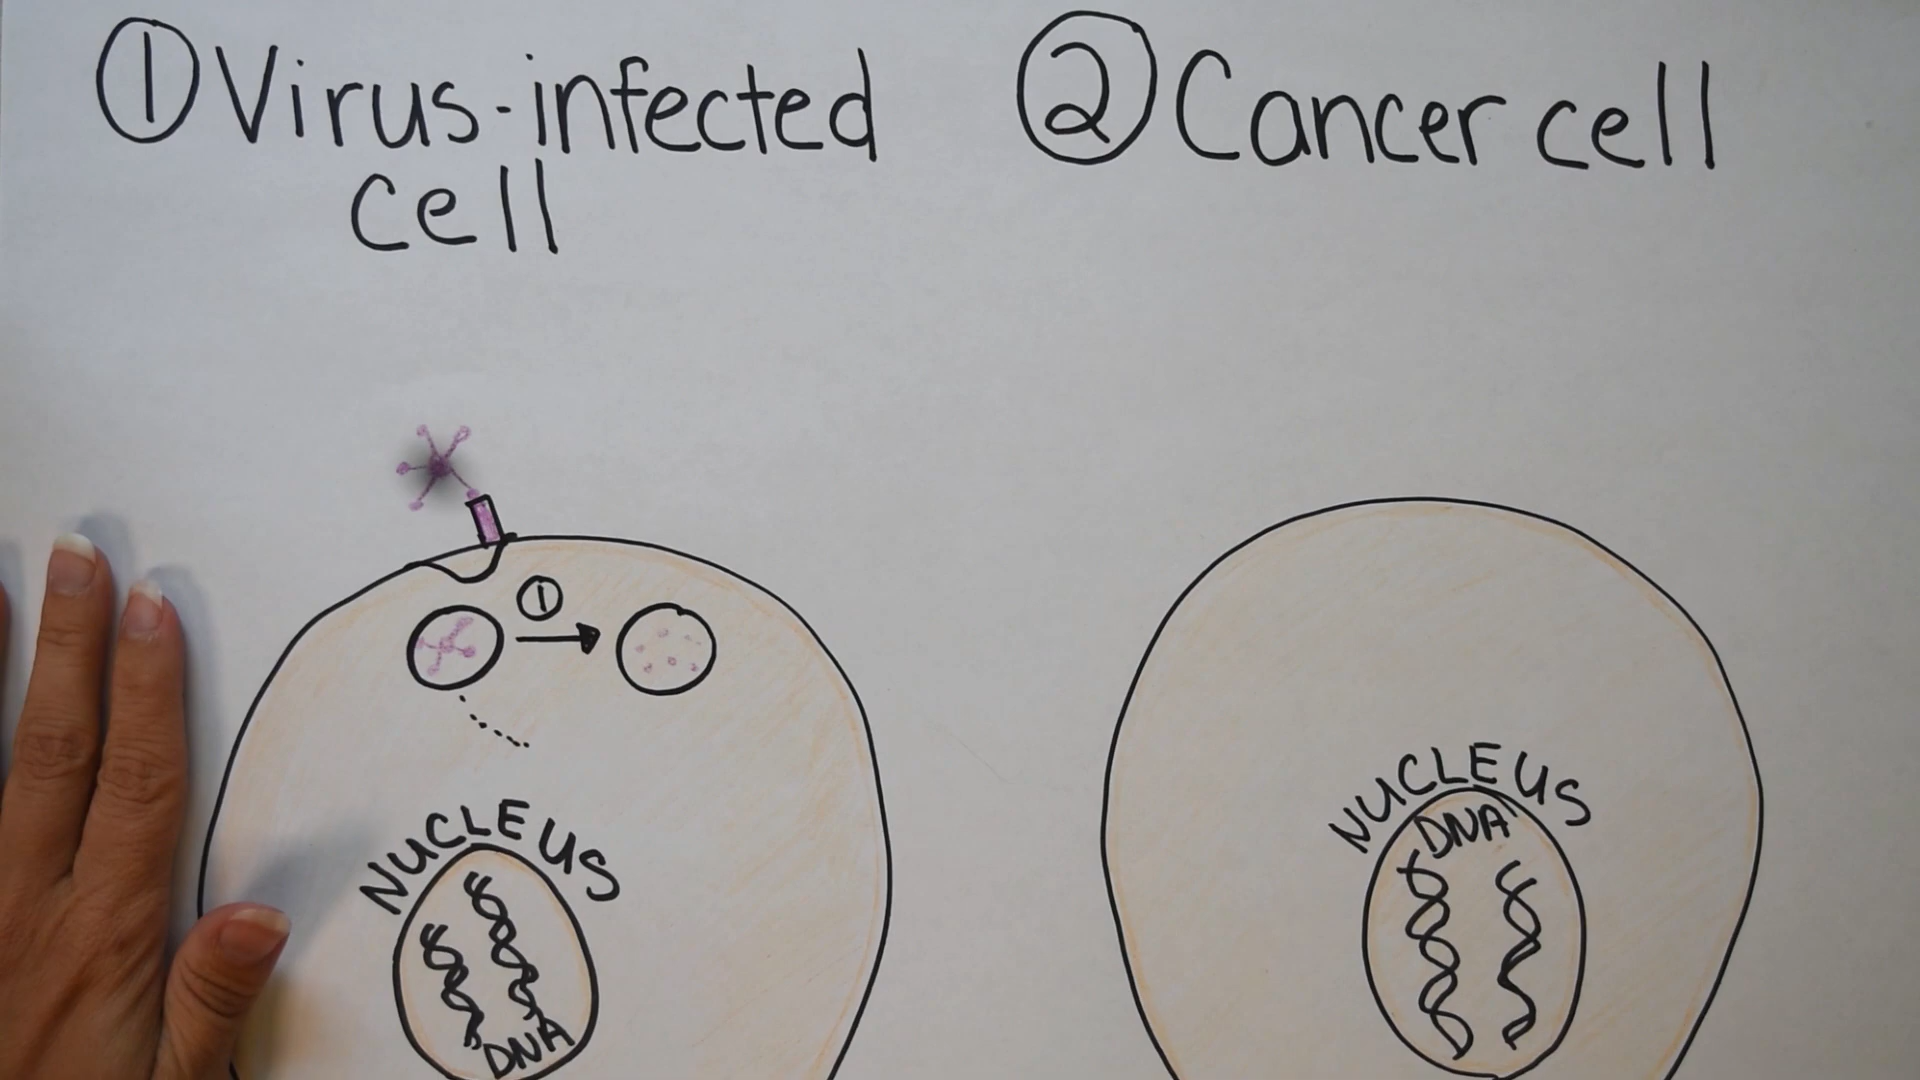 ① Virus-infected
cell
② Cancer cell
①
NUCLEUS
DNA
NUCLEUS
DNA